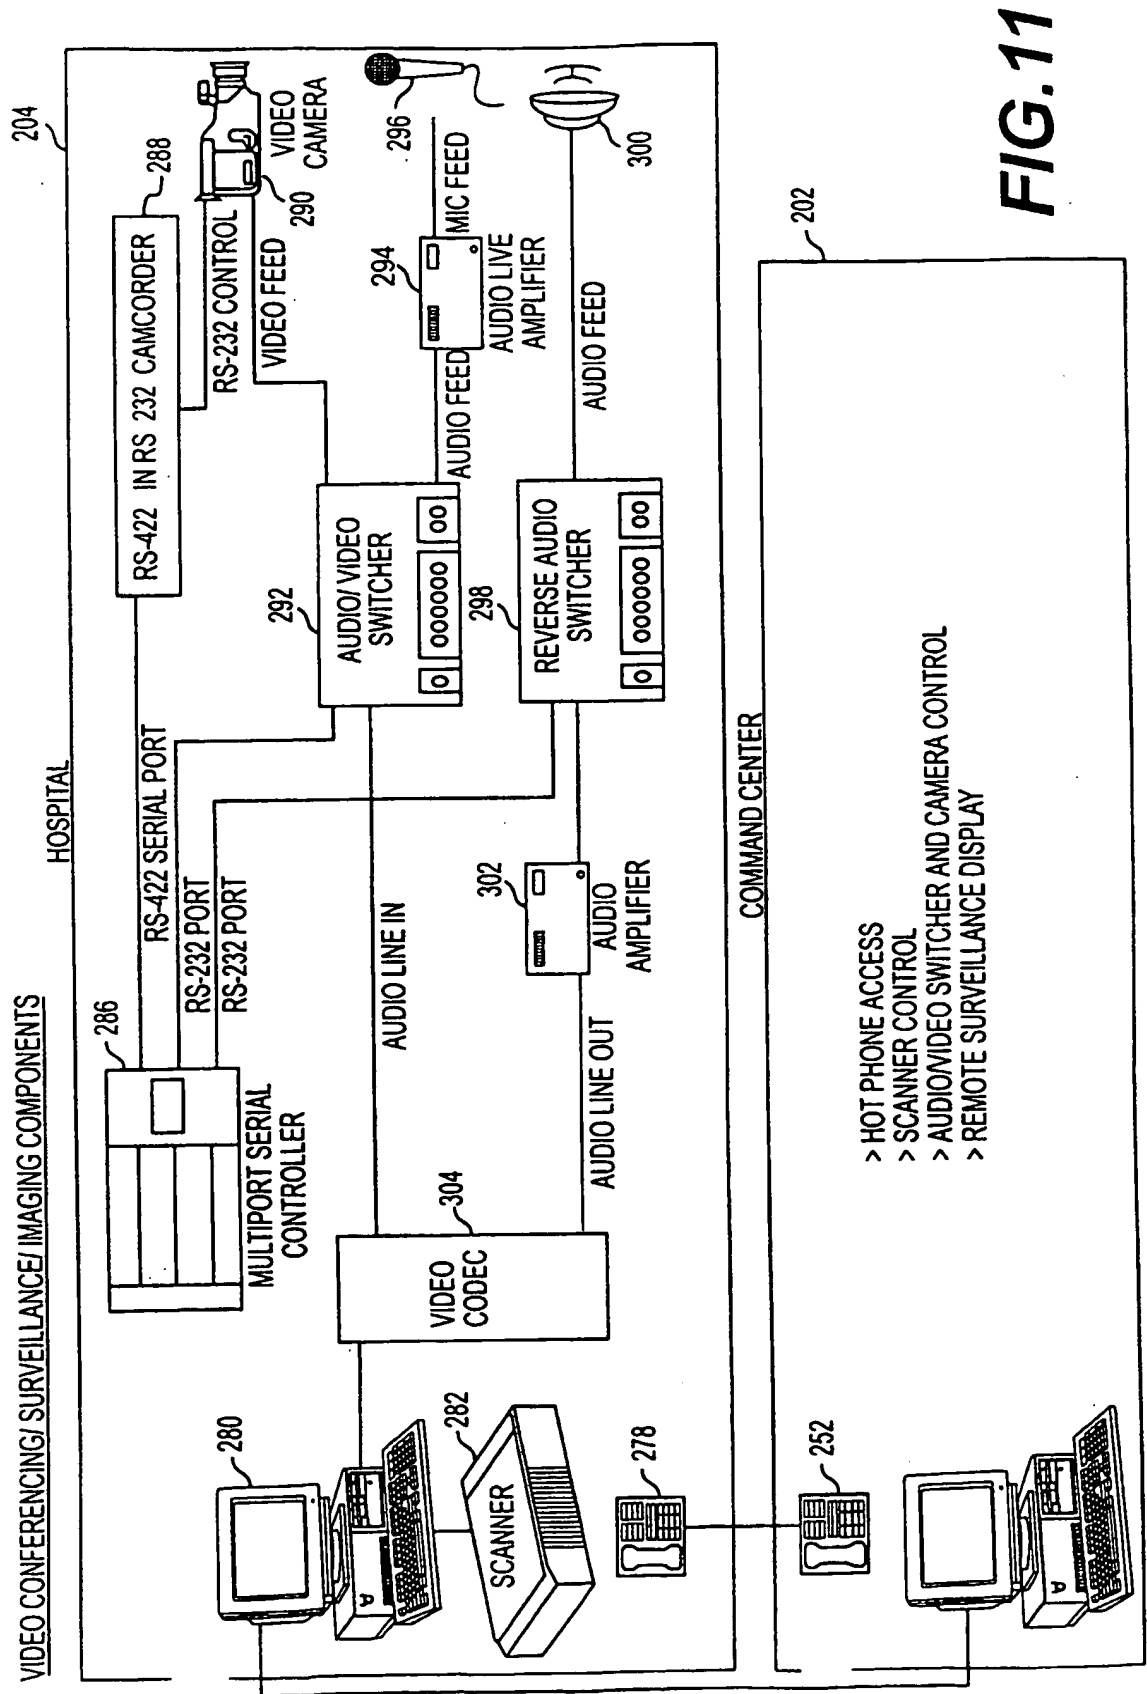 VIDEO CONFERENCING/ SURVEILLANCE/ IMAGING COMPONENTS
HOSPITAL
204
286
MULTIPORT SERIAL
CONTROLLER
RS-422 SERIAL PORT
RS-232 PORT
RS-232 PORT
RS-422 IN RS 232 CAMCORDER
288
RS-232 CONTROL
VIDEO FEED
290
VIDEO
CAMERA
280
A
282
SCANNER
278
304
VIDEO
CODEC
AUDIO LINE IN
AUDIO LINE OUT
292
AUDIO/ VIDEO
SWITCHER
AUDIO FEED
294
AUDIO LIVE
AMPLIFIER
MIC FEED
296
302
AUDIO
AMPLIFIER
298
REVERSE AUDIO
SWITCHER
AUDIO FEED
300
COMMAND CENTER
202
252
A
> HOT PHONE ACCESS
> SCANNER CONTROL
> AUDIO/VIDEO SWITCHER AND CAMERA CONTROL
> REMOTE SURVEILLANCE DISPLAY
FIG.11